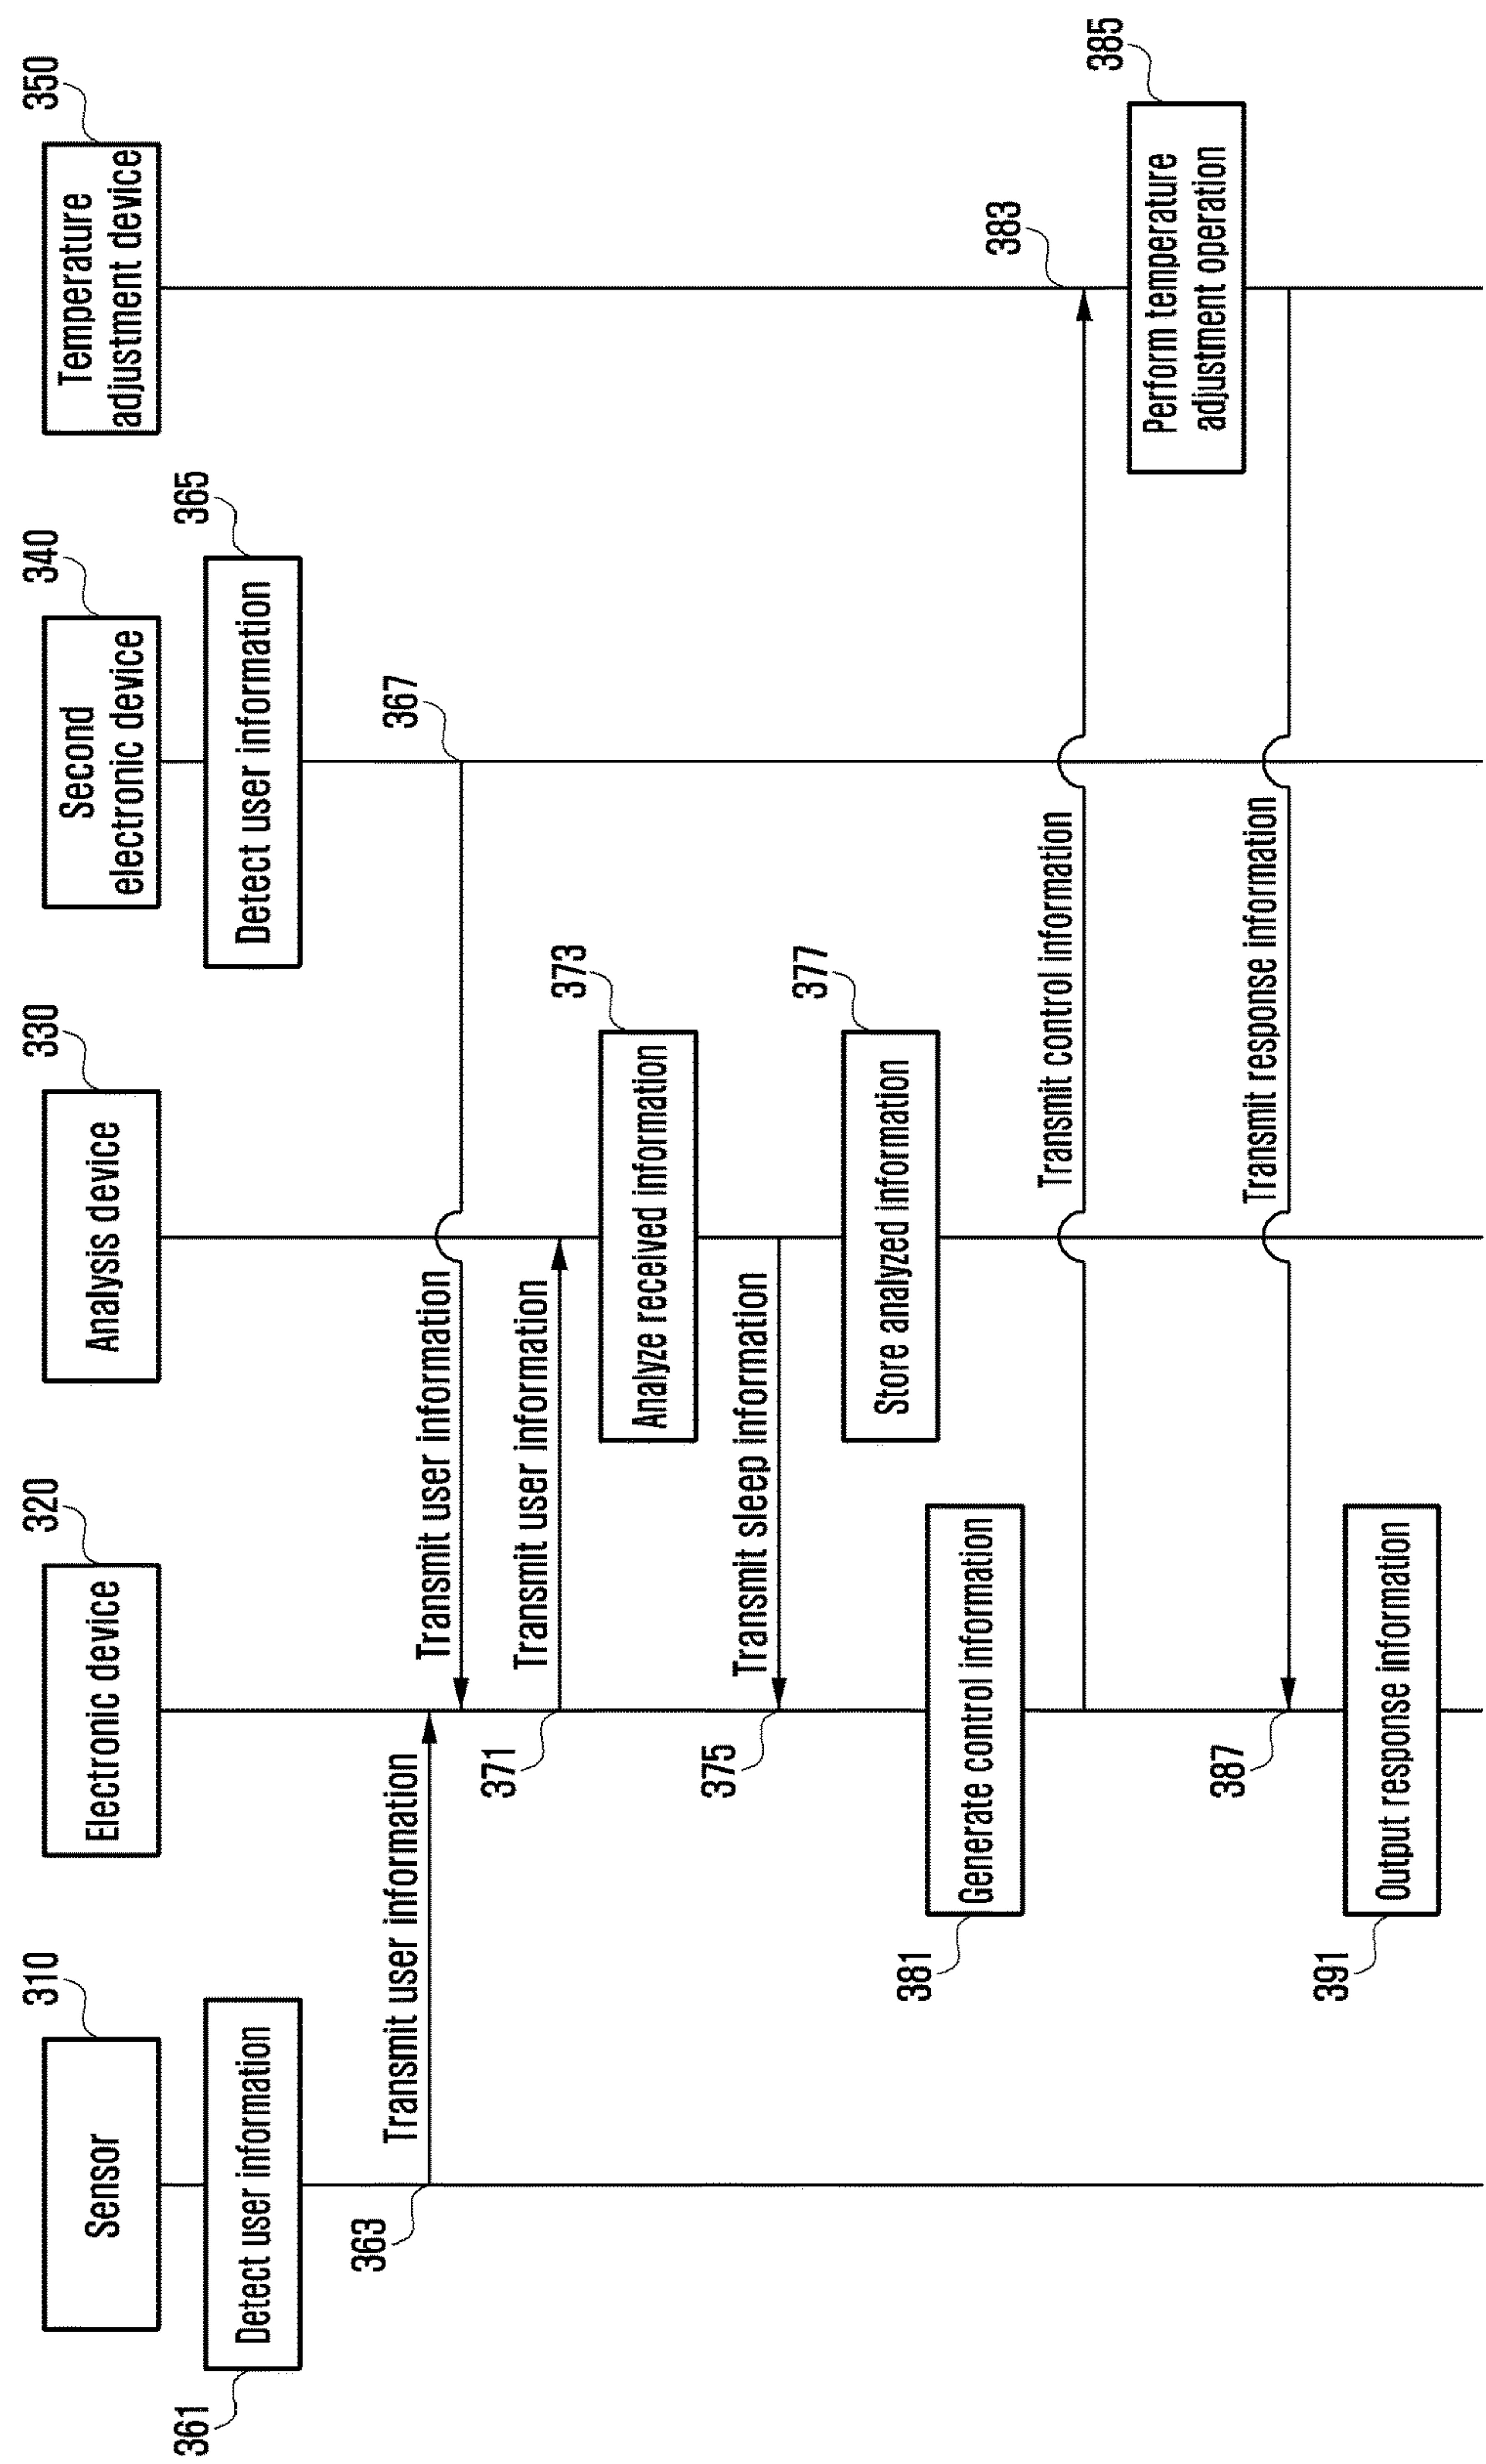 310
Sensor
320
Electronic device
330
Analysis device
340
Second
electronic device
350
Temperature
adjustment device
361
Detect user information
365
Detect user information
363
Transmit user information
367
Transmit user information
371
Transmit user information
373
Analyze received information
375
Transmit sleep information
377
Store analyzed information
381
Generate control information
383
Transmit control information
385
Perform temperature
adjustment operation
387
Transmit response information
391
Output response information